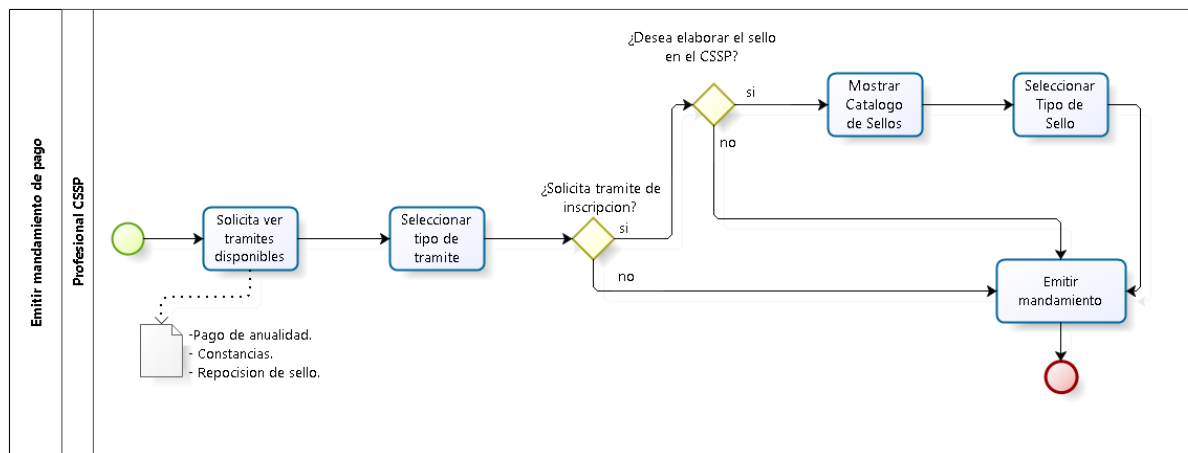 Emitir mandamiento de pago
Profesional CSSP
¿Desea elaborar el sello
en el CSSP?
si
no
Mostrar
Catalogo
de Sellos
Seleccionar
Tipo de
Sello
¿Solicita tramite de
inscripcion?
si
no
Solicita ver
tramites
disponibles
Seleccionar
tipo de
tramite
Emitir
mandamiento
-Pago de anualidad.
- Constancias.
- Repocision de sello.